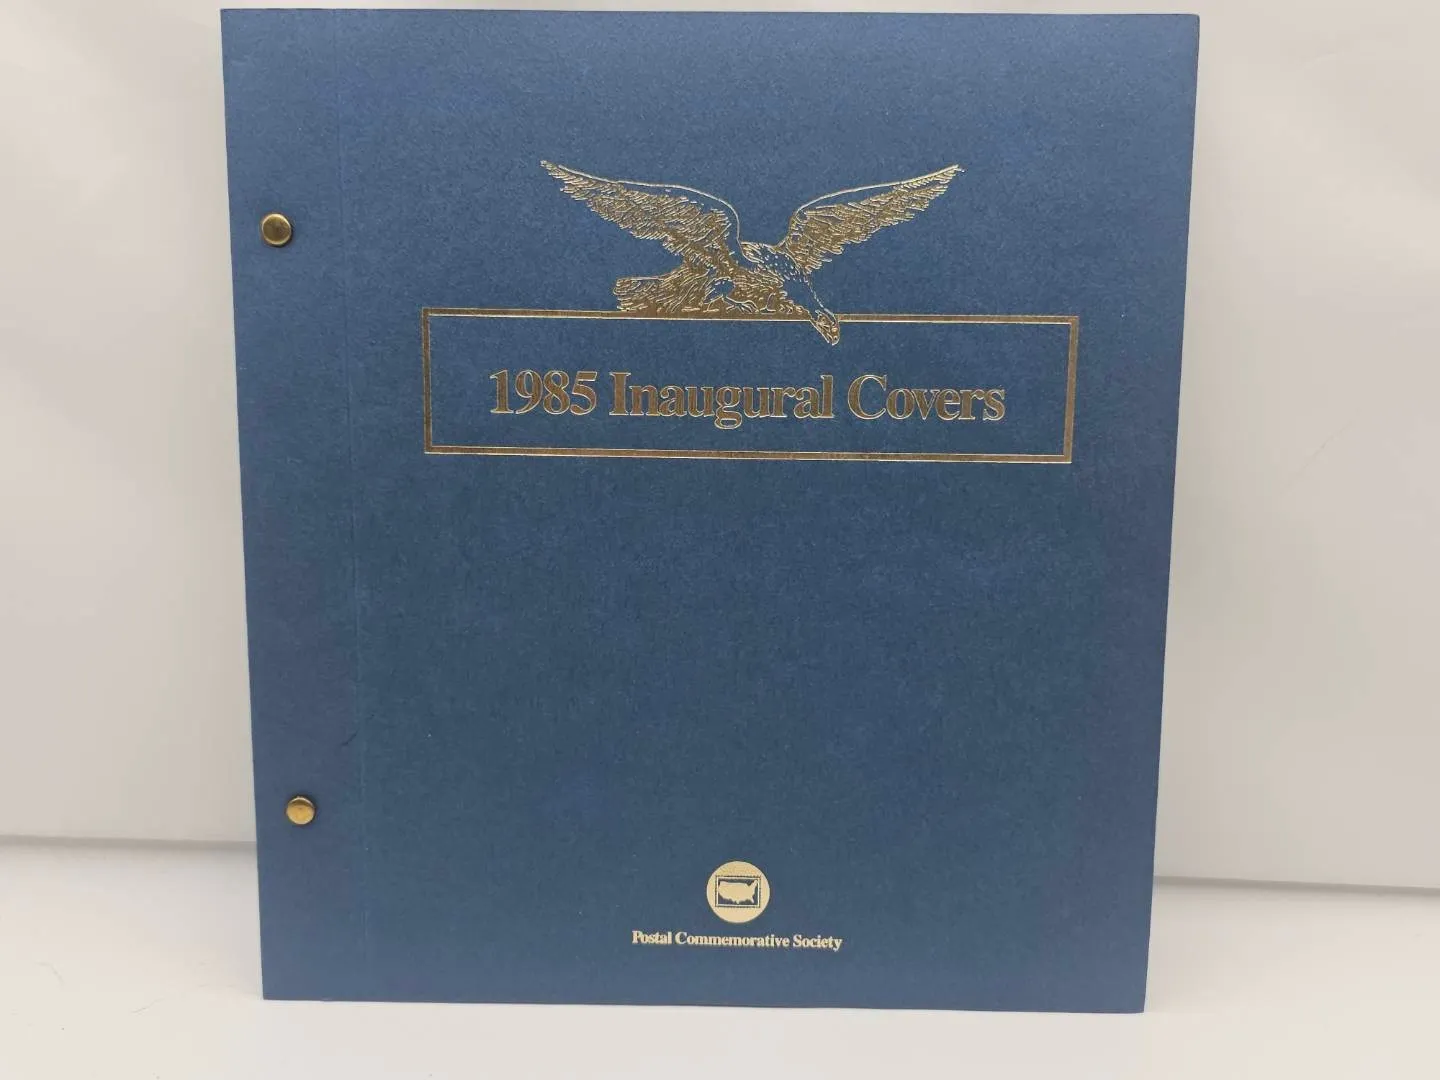 1985 Inaugural Covers
Postal Commemorative Society